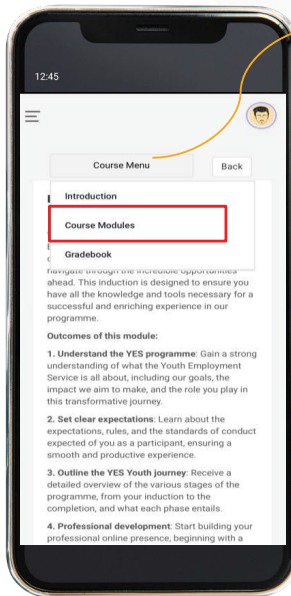 12:45
Course Menu
Back
Introduction
Course Modules
Gradebook
navigate through the incredible opportunities
ahead. This induction is designed to ensure you
have all the knowledge and tools necessary for a
successful and enriching experience in our
programme.
Outcomes of this module:
1. Understand the YES programme: Gain a strong
understanding of what the Youth Employment
Service is all about, including our goals, the
impact we aim to make, and the role you play in
this transformative journey.
2. Set clear expectations: Learn about the
expectations, rules, and the standards of conduct
expected of you as a participant, ensuring a
smooth and productive experience.
3. Outline the YES Youth journey: Receive a
detailed overview of the various stages of the
programme, from your induction to the
completion, and what each phase entails.
4. Professional development: Start building your
professional online presence, beginning with a